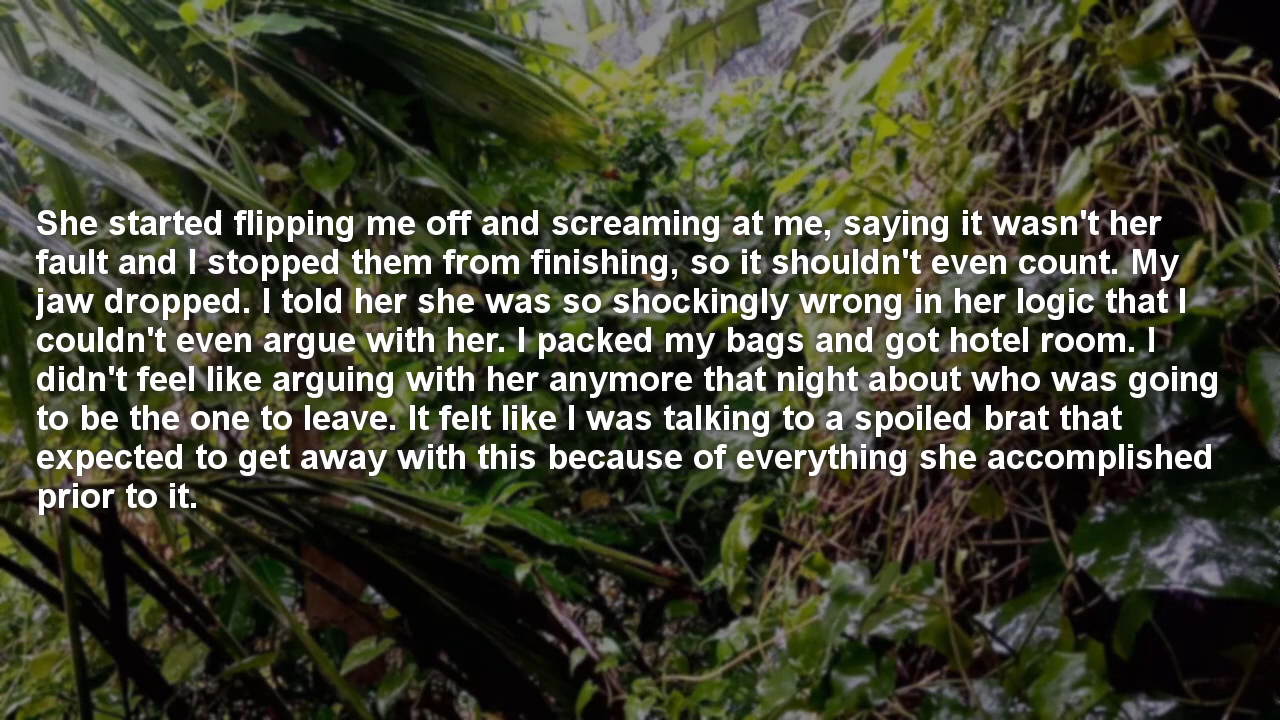 She started flipping me off and screaming at me, saying it wasn't her
fault and I stopped them from finishing, so it shouldn't even count. My
jaw dropped. I told her she was so shockingly wrong in her logic that I
couldn't even argue with her. I packed my bags and got hotel room. I
didn't feel like arguing with her anymore that night about who was going
to be the one to leave. It felt like I was talking to a spoiled brat that
expected to get away with this because of everything she accomplished
prior to it.